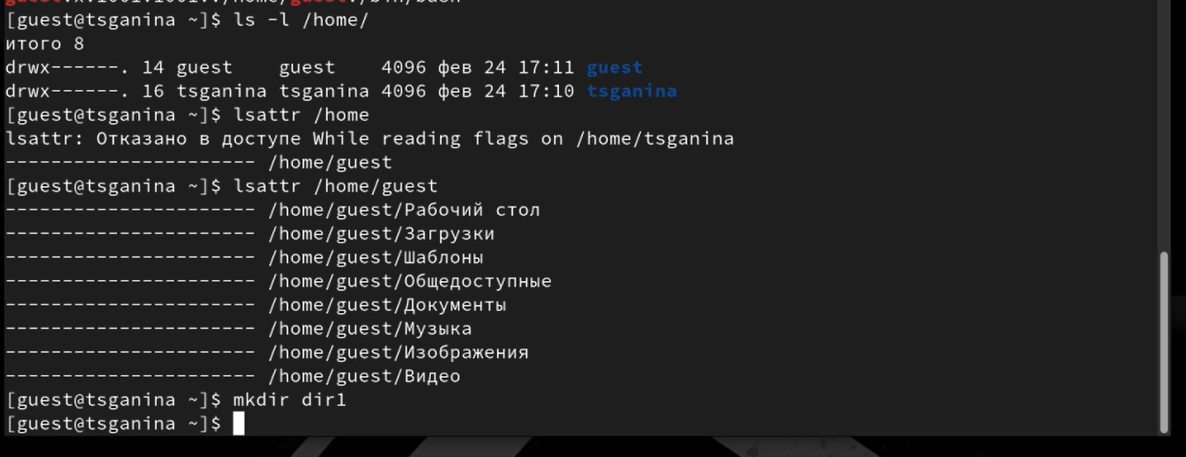 [guest@tsganina ~]$ ls -l /home/
итого 8
drwx------. 14 guest    guest    4096 фев 24 17:11 guest
drwx------. 16 tsganina tsganina 4096 фев 24 17:10 tsganina
[guest@tsganina ~]$ lsattr /home
lsattr: Отказано в доступе While reading flags on /home/tsganina
---------------------- /home/guest
[guest@tsganina ~]$ lsattr /home/guest
---------------------- /home/guest/Рабочий стол
---------------------- /home/guest/Загрузки
---------------------- /home/guest/Шаблоны
---------------------- /home/guest/Общедоступные
---------------------- /home/guest/Документы
---------------------- /home/guest/Музыка
---------------------- /home/guest/Изображения
---------------------- /home/guest/Видео
[guest@tsganina ~]$ mkdir dir1
[guest@tsganina ~]$